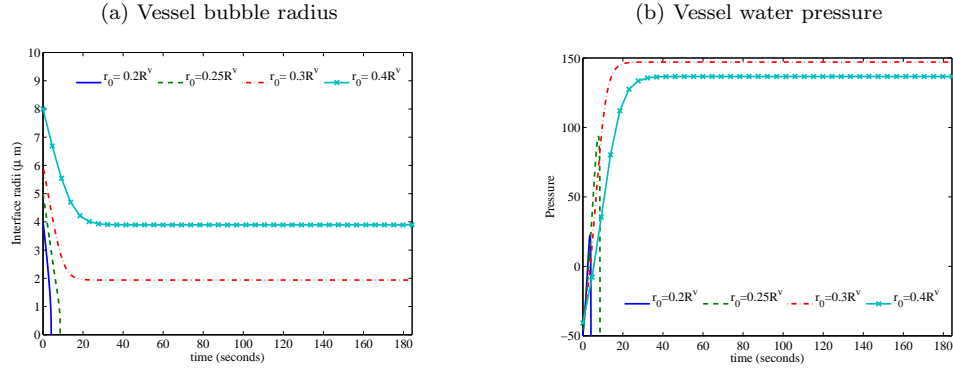 (a) Vessel bubble radius
10
9
8
7
6
5
4
3
2
1
0
Interface radii (μ m)
r₀= 0.2Rᵛ r₀=0.25Rᵛ r₀= 0.3Rᵛ r₀= 0.4Rᵛ
0 20 40 60 80 100 120 140 160 180
time (seconds)
(b) Vessel water pressure
150
100
50
0
−50
Pressure
r₀=0.2Rᵛ r₀=0.25Rᵛ r₀=0.3Rᵛ r₀=0.4Rᵛ
0 20 40 60 80 100 120 140 160 180
time (seconds)